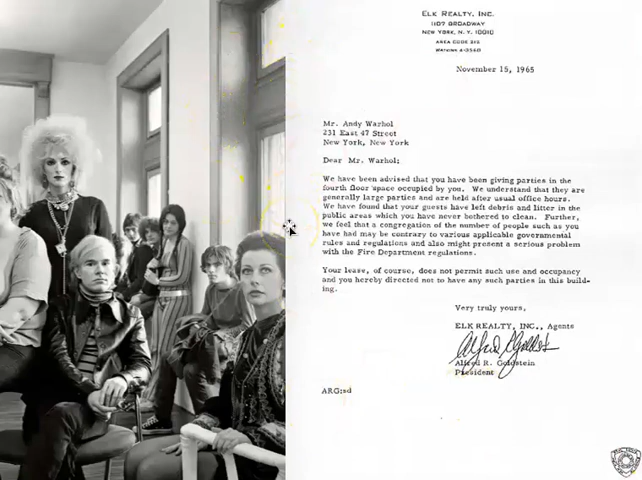 ELK REALTY, INC.
1107 BROADWAY
NEW YORK, N. Y. 10010
AREA CODE 212
WATKINS 4-3540
November 15, 1965
Mr. Andy Warhol
231 East 47 Street
New York, New York
Dear Mr. Warhol:
We have been advised that you have been giving parties in the
fourth floor space occupied by you. We understand that they are
generally large parties and are held after usual office hours.
We have found that your guests have left debris and litter in the
public areas which you have never bothered to clean. Further,
we feel that a congregation of the number of people such as you
have had may be contrary to various applicable governmental
rules and regulations and also might present a serious problem
with the Fire Department regulations.
Your lease, of course, does not permit such use and occupancy
and you hereby directed not to have any such parties in this build-
ing.
Very truly yours,
ELK REALTY, INC., Agents
Alfred R. Goldstein
President
ARG:sd